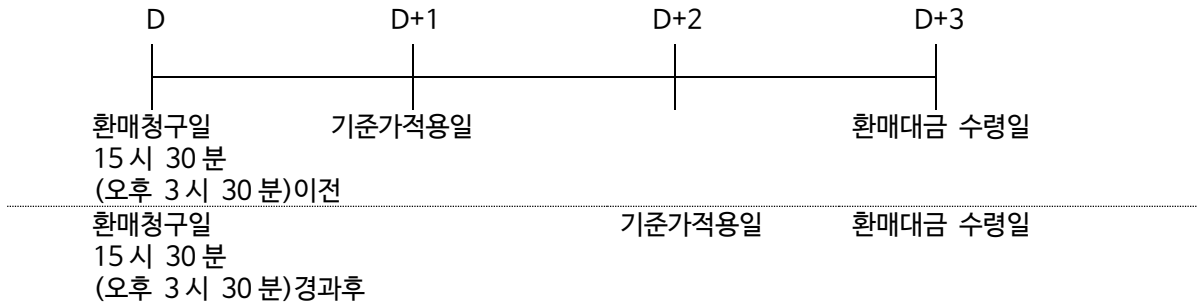 D D+1 D+2 D+3
환매청구일 기준가적용일 환매대금 수령일
15 시 30 분
(오후 3 시 30 분)이전
환매청구일 기준가적용일 환매대금 수령일
15 시 30 분
(오후 3 시 30 분)경과후